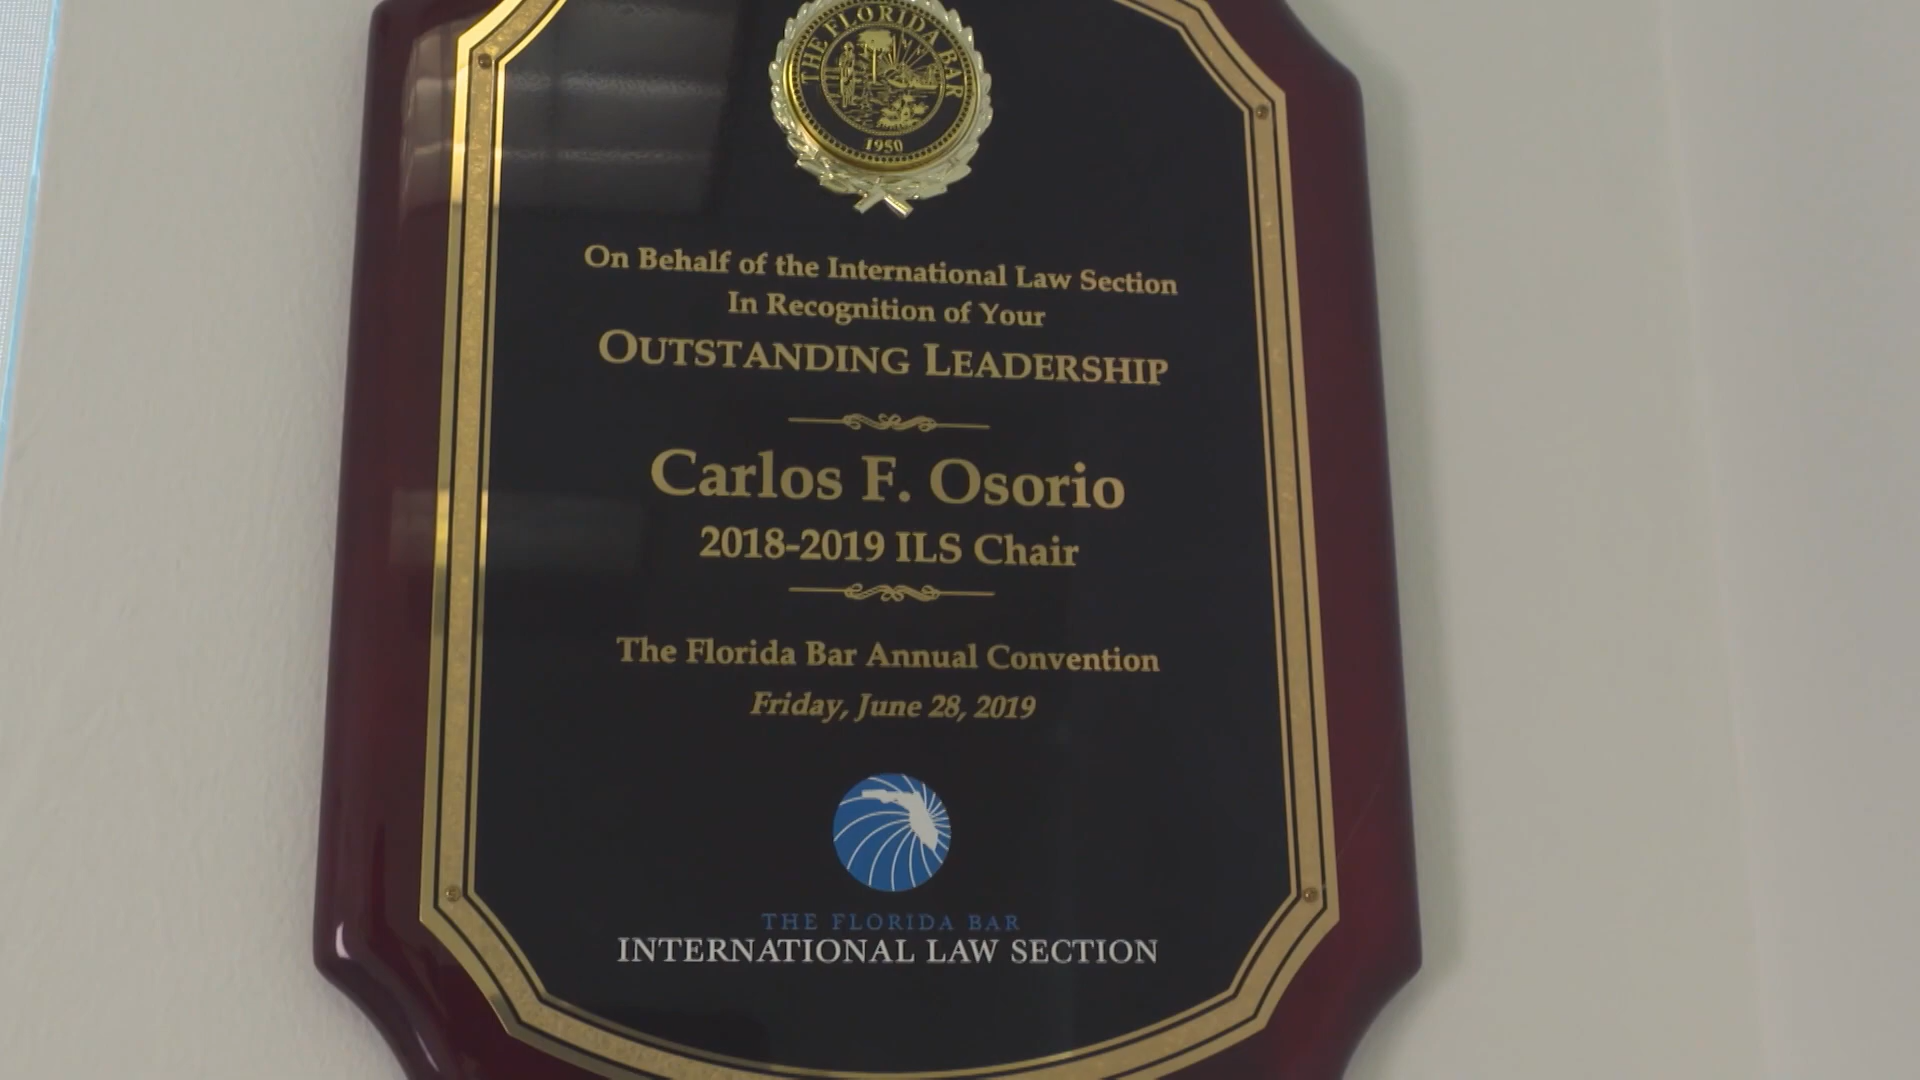 THE FLORIDA BAR
1950
On Behalf of the International Law Section
In Recognition of Your
OUTSTANDING LEADERSHIP
Carlos F. Osorio
2018-2019 ILS Chair
The Florida Bar Annual Convention
Friday, June 28, 2019
THE FLORIDA BAR
INTERNATIONAL LAW SECTION